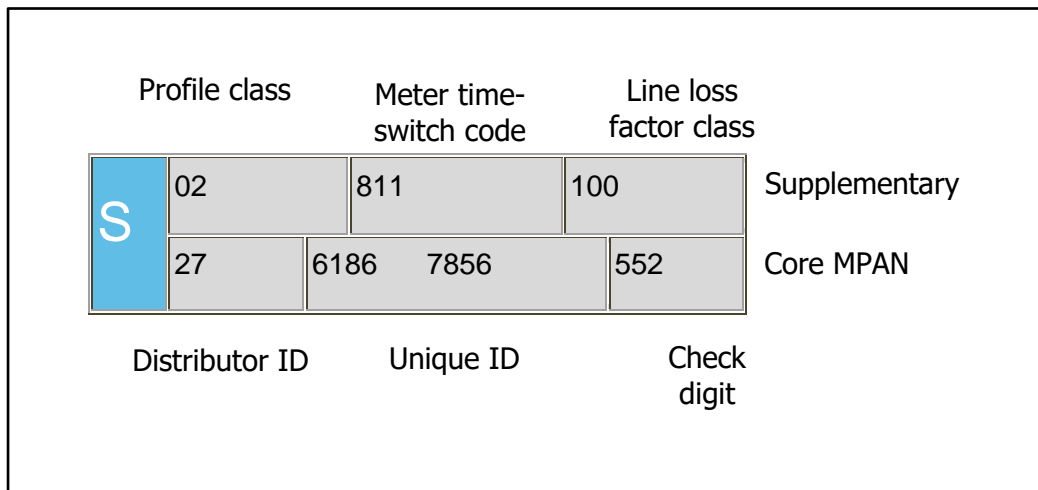 Profile class
Meter time-
switch code
Line loss
factor class
S
02 811 100
Supplementary
27 6186 7856 552
Core MPAN
Distributor ID
Unique ID
Check
digit